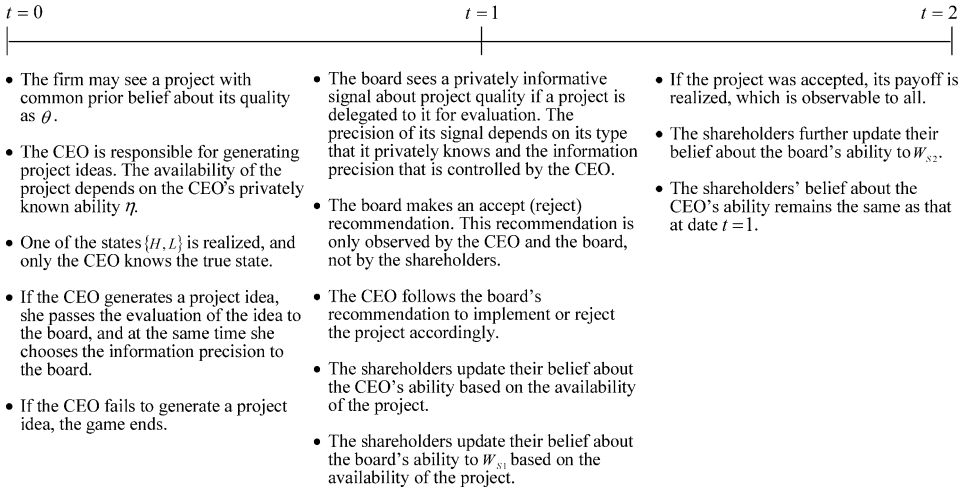 t = 0
t = 1
t = 2
• The firm may see a project with
common prior belief about its quality
as θ.
• The CEO is responsible for generating
project ideas. The availability of the
project depends on the CEO's privately
known ability η.
• One of the states {H, L} is realized, and
only the CEO knows the true state.
• If the CEO generates a project idea,
she passes the evaluation of the idea to
the board, and at the same time she
chooses the information precision to
the board.
• If the CEO fails to generate a project
idea, the game ends.
• The board sees a privately informative
signal about project quality if a project is
delegated to it for evaluation. The
precision of its signal depends on its type
that it privately knows and the information
precision that is controlled by the CEO.
• The board makes an accept (reject)
recommendation. This recommendation is
only observed by the CEO and the board,
not by the shareholders.
• The CEO follows the board's
recommendation to implement or reject
the project accordingly.
• The shareholders update their belief about
the CEO's ability based on the availability
of the project.
• The shareholders update their belief about
the board's ability to W_{S1} based on the
availability of the project.
• If the project was accepted, its payoff is
realized, which is observable to all.
• The shareholders further update their
belief about the board's ability to W_{S2}.
• The shareholders' belief about the
CEO's ability remains the same as that
at date t = 1.